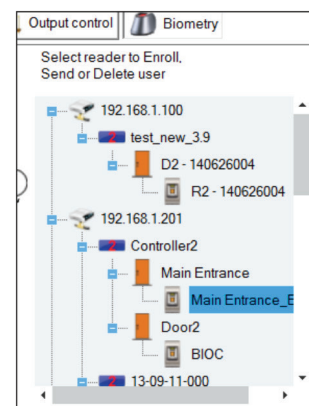 Output control Biometry
Select reader to Enroll,
Send or Delete user
192.168.1.100
test_new_3.9
D2 - 140626004
R2 - 140626004
192.168.1.201
Controller2
Main Entrance
Main Entrance_E
Door2
BIOC
13-09-11-000